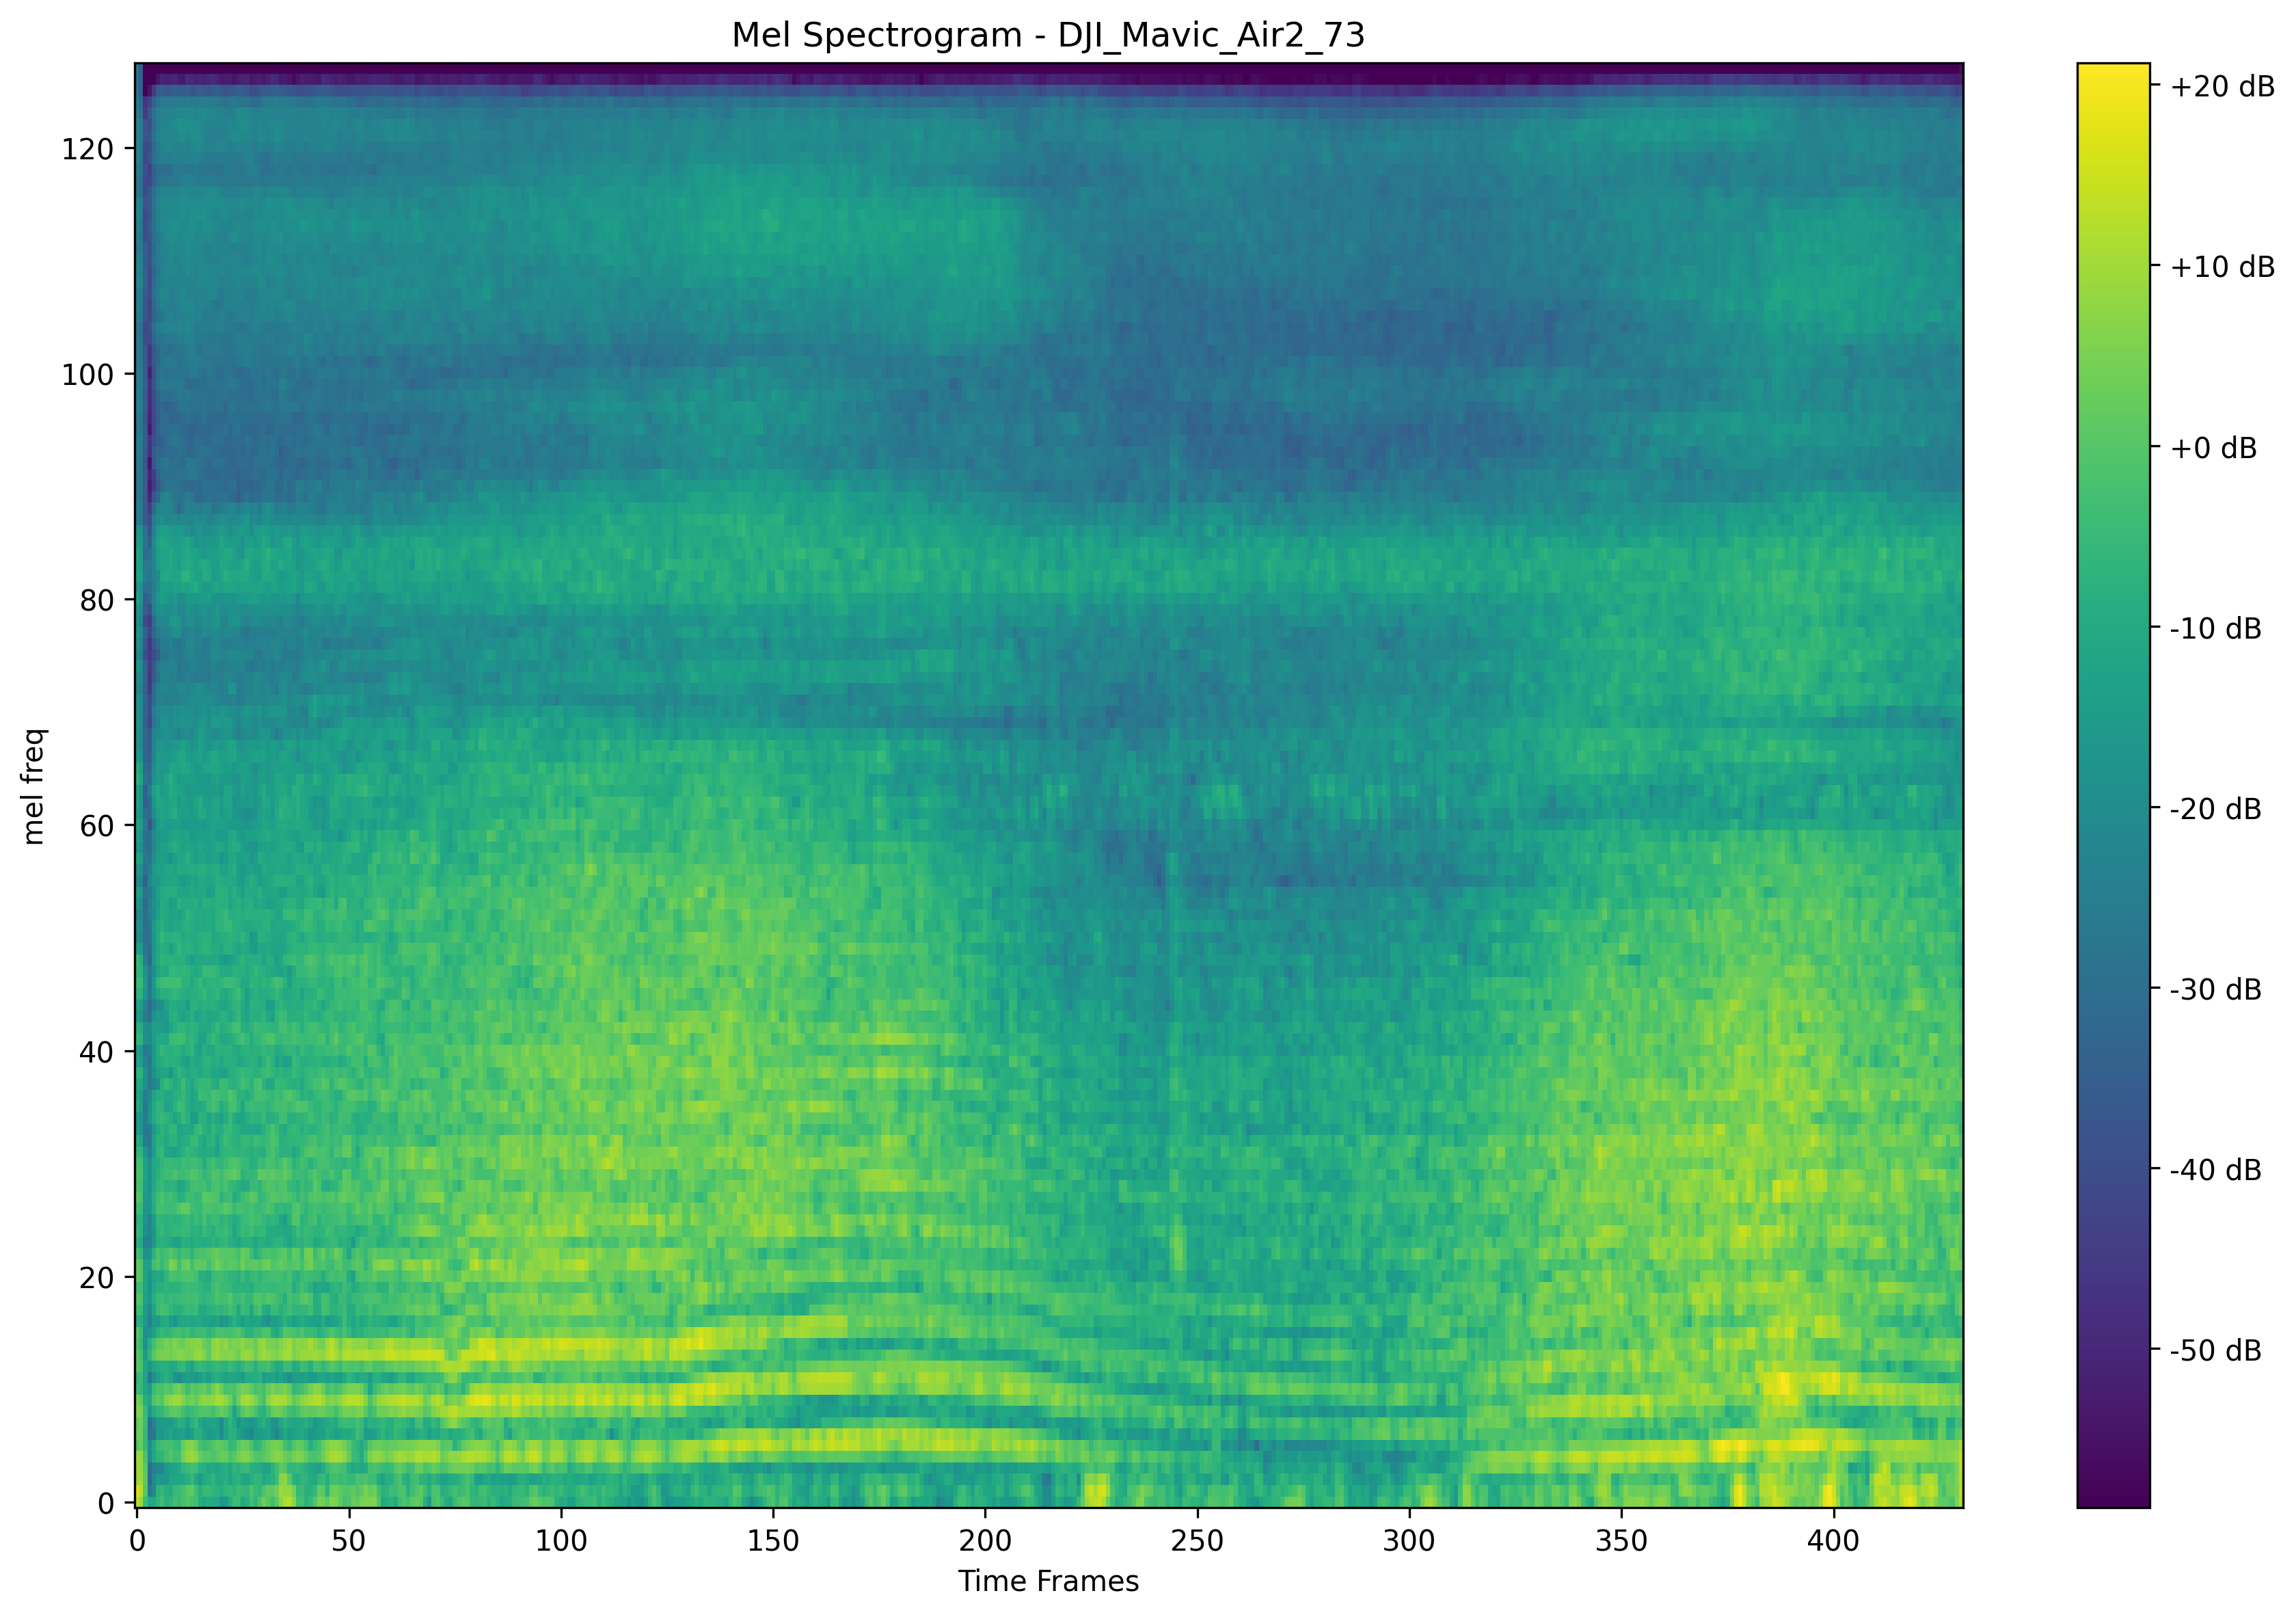 Mel Spectrogram - DJI_Mavic_Air2_73
mel freq
120
100
80
60
40
20
0
0 50 100 150 200 250 300 350 400
Time Frames
+20 dB
+10 dB
+0 dB
-10 dB
-20 dB
-30 dB
-40 dB
-50 dB